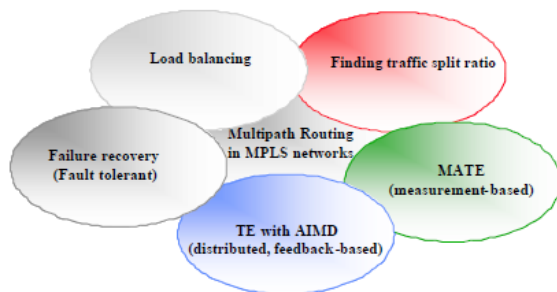 Load balancing
Finding traffic split ratio
Multipath Routing
in MPLS networks
Failure recovery
(Fault tolerant)
MATE
(measurement-based)
TE with AIMD
(distributed, feedback-based)